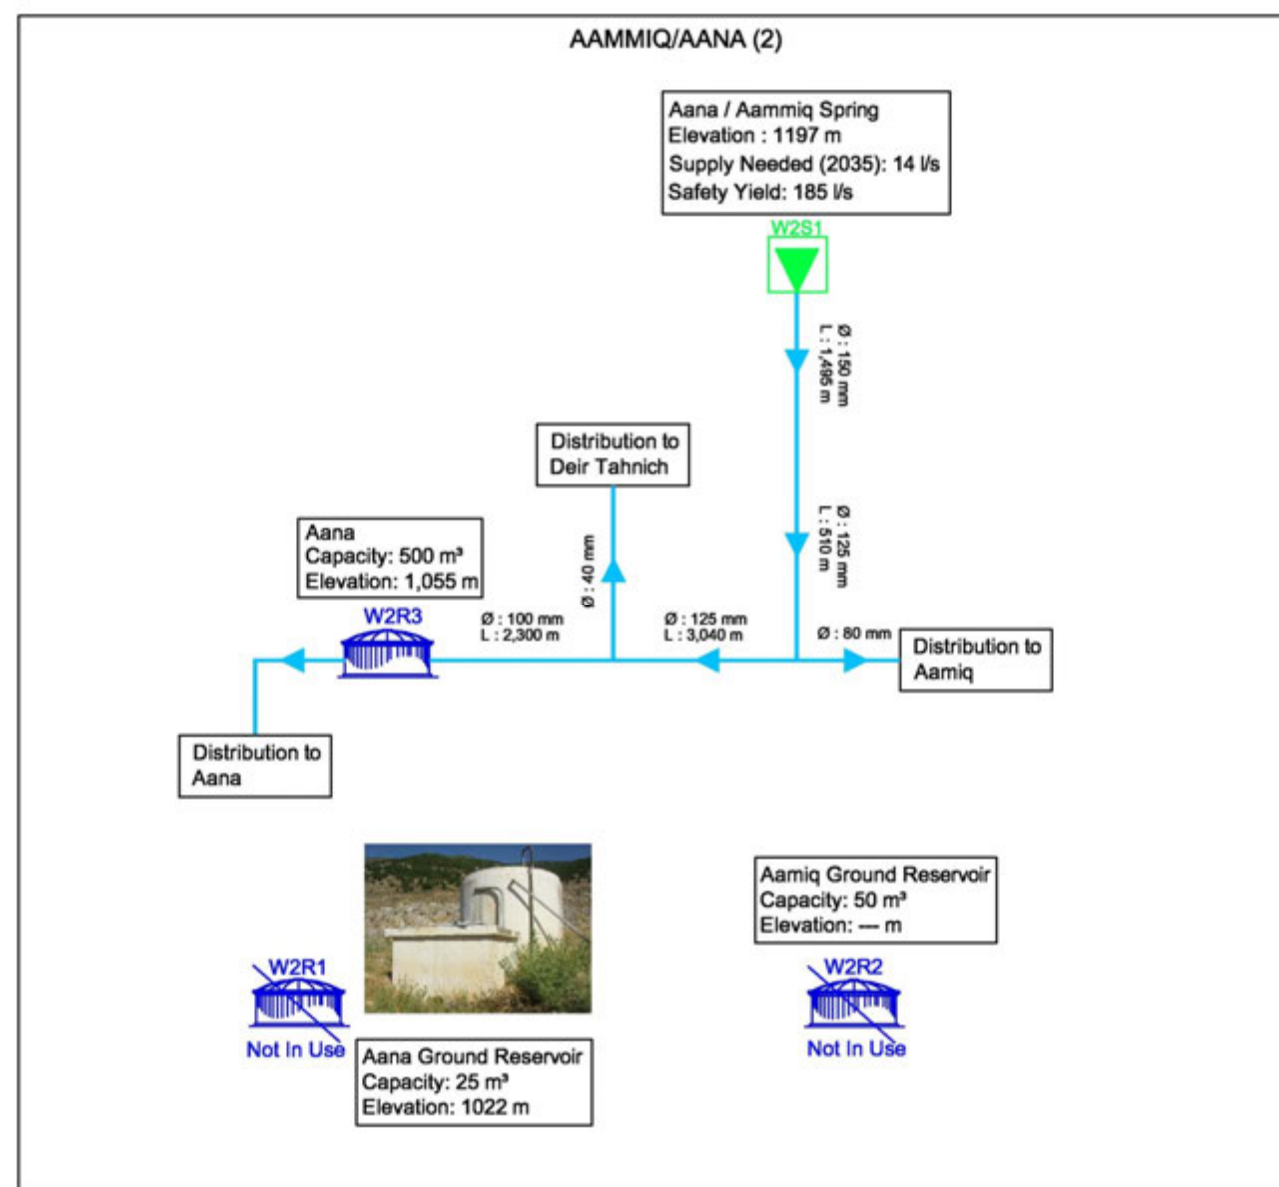 AAMMIQ/AANA (2)
Aana / Aammiq Spring
Elevation : 1197 m
Supply Needed (2035): 14 l/s
Safety Yield: 185 l/s
W2S1
Ø : 150 mm
L : 1,495 m
Distribution to
Deir Tahnich
Ø : 125 mm
L : 510 m
Aana
Capacity: 500 m³
Elevation: 1,055 m
Ø : 40 mm
W2R3
Ø : 100 mm
L : 2,300 m
Ø : 125 mm
L : 3,040 m
Ø : 80 mm
Distribution to
Aamiq
Distribution to
Aana
Aamiq Ground Reservoir
Capacity: 50 m³
Elevation: --- m
W2R1
Not In Use
W2R2
Not In Use
Aana Ground Reservoir
Capacity: 25 m³
Elevation: 1022 m